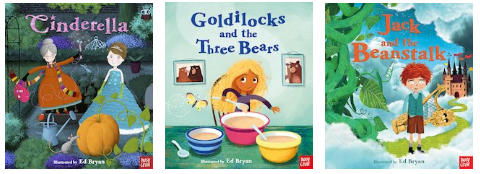 Cinderella
Illustrated by Ed Bryan
Goldilocks
and the
Three Bears
Illustrated by Ed Bryan
Jack
and the
Beanstalk
Illustrated by Ed Bryan